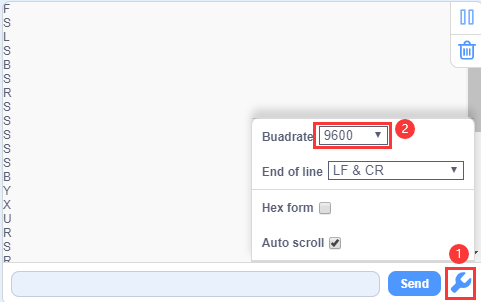 F
S
L
S
B
S
R
S
S
S
S
S
B
Y
X
U
R
S
R
Buadrate 9600 2
End of line LF & CR
Hex form
Auto scroll
1
Send